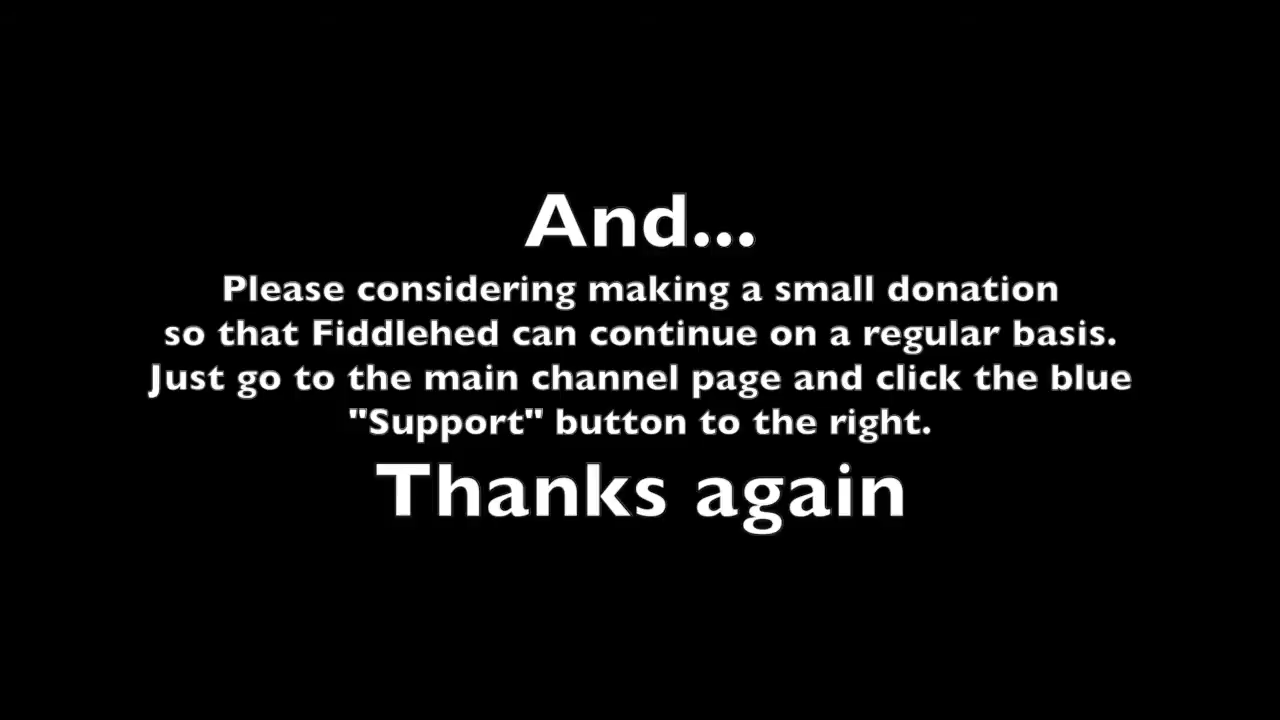 And...
Please considering making a small donation
so that Fiddlehed can continue on a regular basis.
Just go to the main channel page and click the blue
"Support" button to the right.
Thanks again